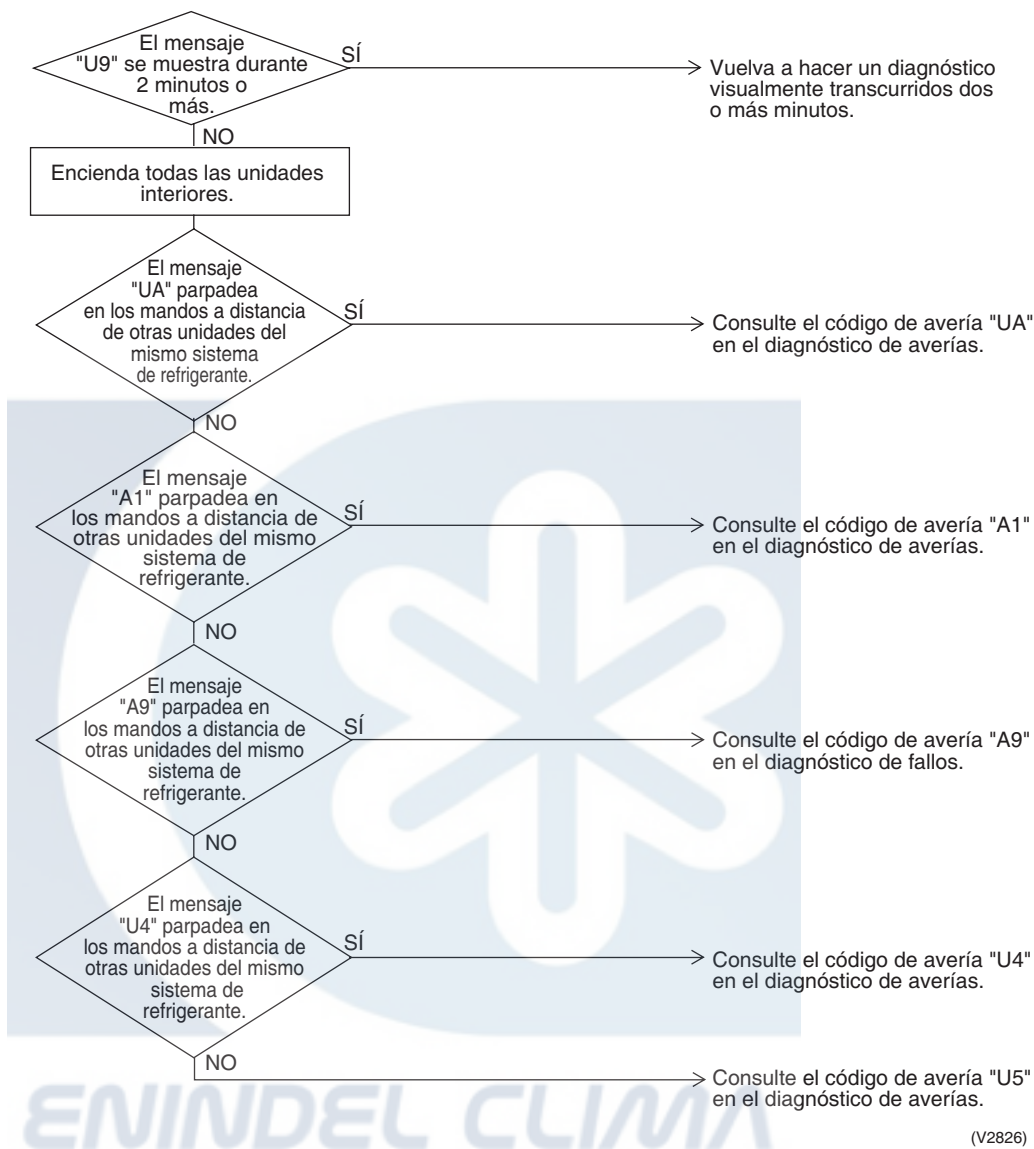 El mensaje
"U9" se muestra durante
2 minutos o
más.
SÍ
Vuelva a hacer un diagnóstico
visualmente transcurridos dos
o más minutos.
NO
Encienda todas las unidades
interiores.
El mensaje
"UA" parpadea
en los mandos a distancia
de otras unidades del
mismo sistema
de refrigerante.
SÍ
Consulte el código de avería "UA"
en el diagnóstico de averías.
NO
El mensaje
"A1" parpadea en
los mandos a distancia de
otras unidades del mismo
sistema de
refrigerante.
SÍ
Consulte el código de avería "A1"
en el diagnóstico de averías.
NO
El mensaje
"A9" parpadea en
los mandos a distancia de
otras unidades del mismo
sistema de
refrigerante.
SÍ
Consulte el código de avería "A9"
en el diagnóstico de fallos.
NO
El mensaje
"U4" parpadea en
los mandos a distancia de
otras unidades del mismo
sistema de
refrigerante.
SÍ
Consulte el código de avería "U4"
en el diagnóstico de averías.
NO
Consulte el código de avería "U5"
en el diagnóstico de averías.
ENINDEL CLIMA
(V2826)